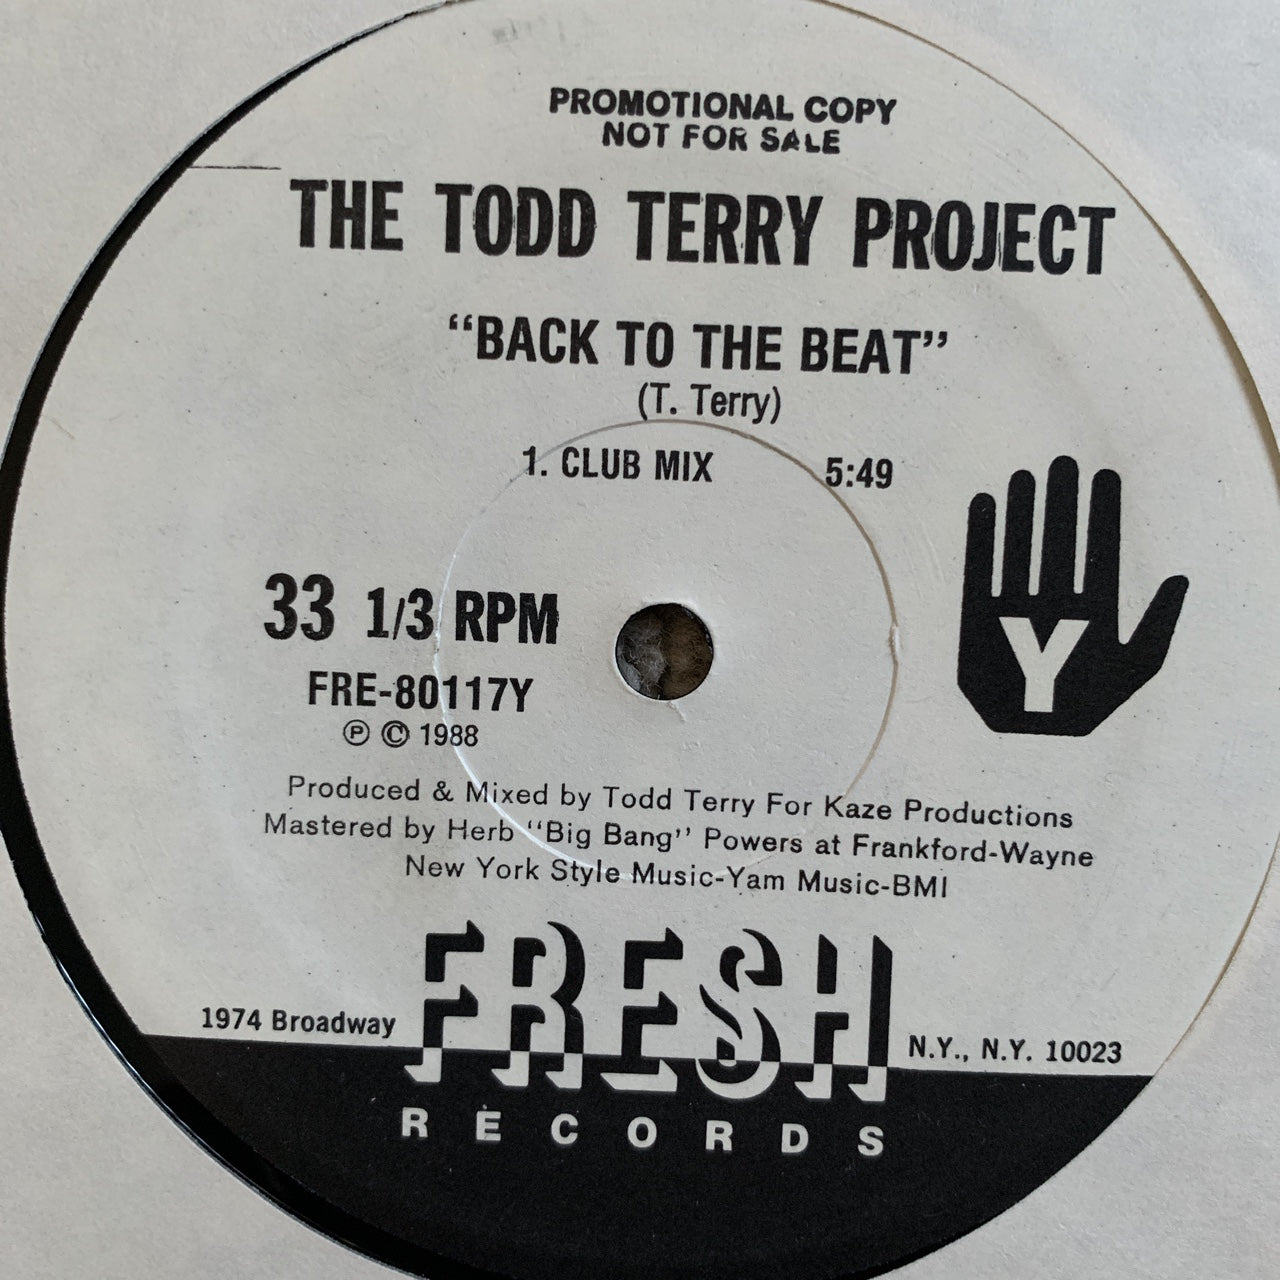 PROMOTIONAL COPY
NOT FOR SALE
THE TODD TERRY PROJECT
“BACK TO THE BEAT”
(T. Terry)
1. CLUB MIX 5:49
Y
33 1/3 RPM
FRE-80117Y
℗ © 1988
Produced & Mixed by Todd Terry For Kaze Productions
Mastered by Herb “Big Bang” Powers at Frankford-Wayne
New York Style Music-Yam Music-BMI
FRESH
1974 Broadway N.Y., N.Y. 10023
RECORDS